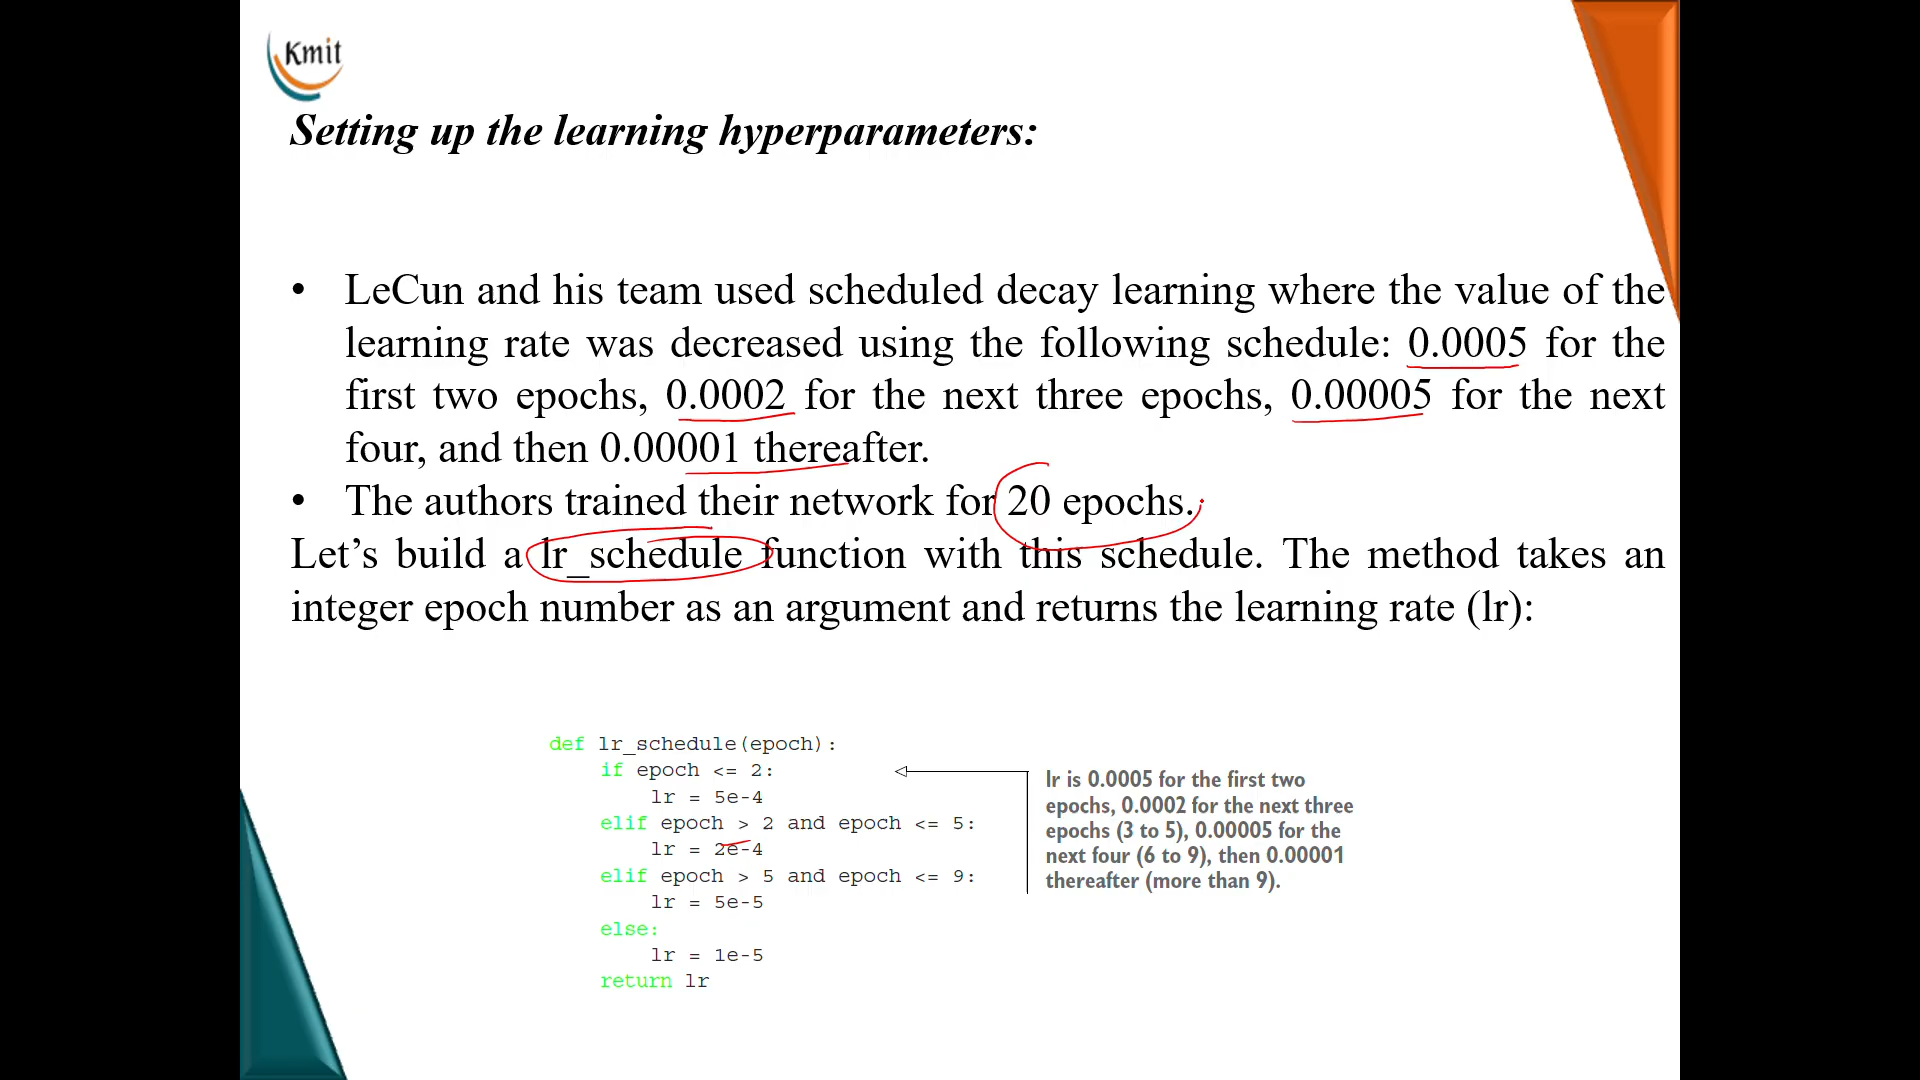 Kmit
Setting up the learning hyperparameters:
• LeCun and his team used scheduled decay learning where the value of the
learning rate was decreased using the following schedule: 0.0005 for the
first two epochs, 0.0002 for the next three epochs, 0.00005 for the next
four, and then 0.00001 thereafter.
• The authors trained their network for 20 epochs.
Let’s build a lr_schedule function with this schedule. The method takes an
integer epoch number as an argument and returns the learning rate (lr):
def lr_schedule(epoch):
if epoch <= 2:
lr = 5e-4
elif epoch > 2 and epoch <= 5:
lr = 2e-4
elif epoch > 5 and epoch <= 9:
lr = 5e-5
else:
lr = 1e-5
return lr
lr is 0.0005 for the first two
epochs, 0.0002 for the next three
epochs (3 to 5), 0.00005 for the
next four (6 to 9), then 0.00001
thereafter (more than 9).